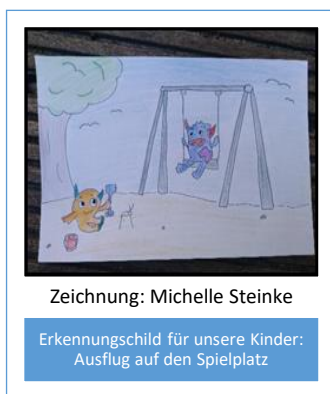 Zeichnung: Michelle Steinke
Erkennungschild für unsere Kinder:
Ausflug auf den Spielplatz